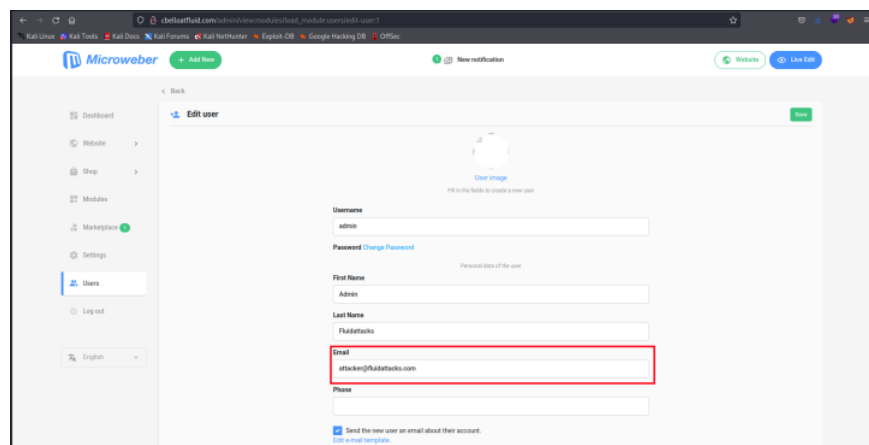 cbelloatfluid.com/admin/view:modules/load_module:users/edit-user:1
Kali Linux Kali Tools Kali Docs Kali Forums Kali NetHunter Exploit-DB Google Hacking DB OffSec
Microweber + Add New 1 New notification Website Live Edit
Back
Dashboard
Website
Shop
Modules
Marketplace
Settings
Users
Log out
English
Edit user
Save
User image
Fill in the fields to create a new user
Username
admin
Password Change Password
Personal data of the user
First Name
Admin
Last Name
Fluidattacks
Email
attacker@fluidattacks.com
Phone
Send the new user an email about their account.
Edit e-mail template.